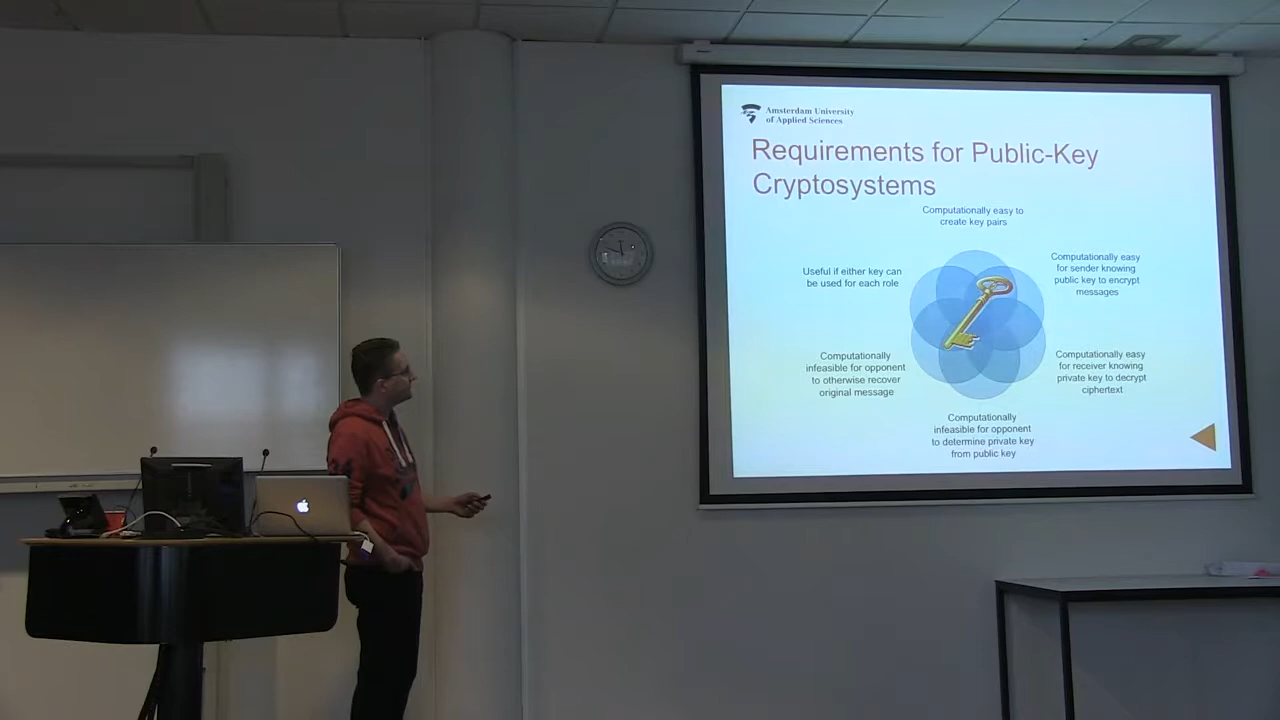 Amsterdam University
of Applied Sciences
Requirements for Public-Key
Cryptosystems
Computationally easy to
create key pairs
Computationally easy
for sender knowing
public key to encrypt
messages
Computationally easy
for receiver knowing
private key to decrypt
ciphertext
Computationally
infeasible for opponent
to determine private key
from public key
Computationally
infeasible for opponent
to otherwise recover
original message
Useful if either key can
be used for each role